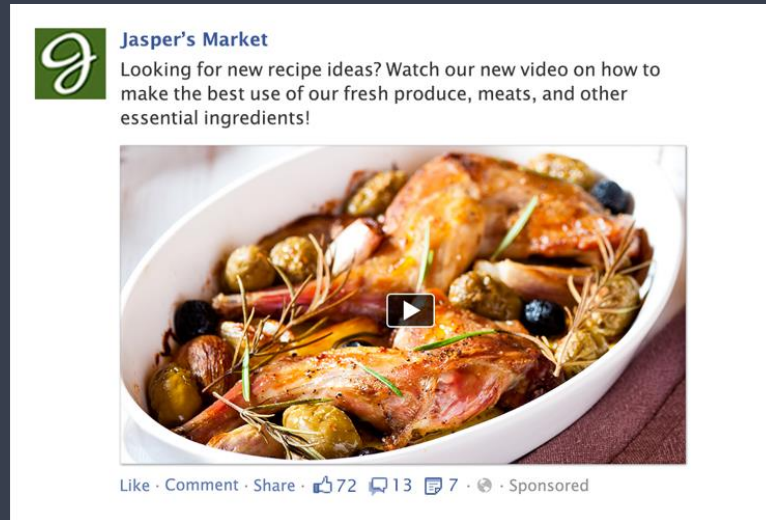 Jasper's Market
Looking for new recipe ideas? Watch our new video on how to
make the best use of our fresh produce, meats, and other
essential ingredients!
Like · Comment · Share · 72 13 7 · · Sponsored